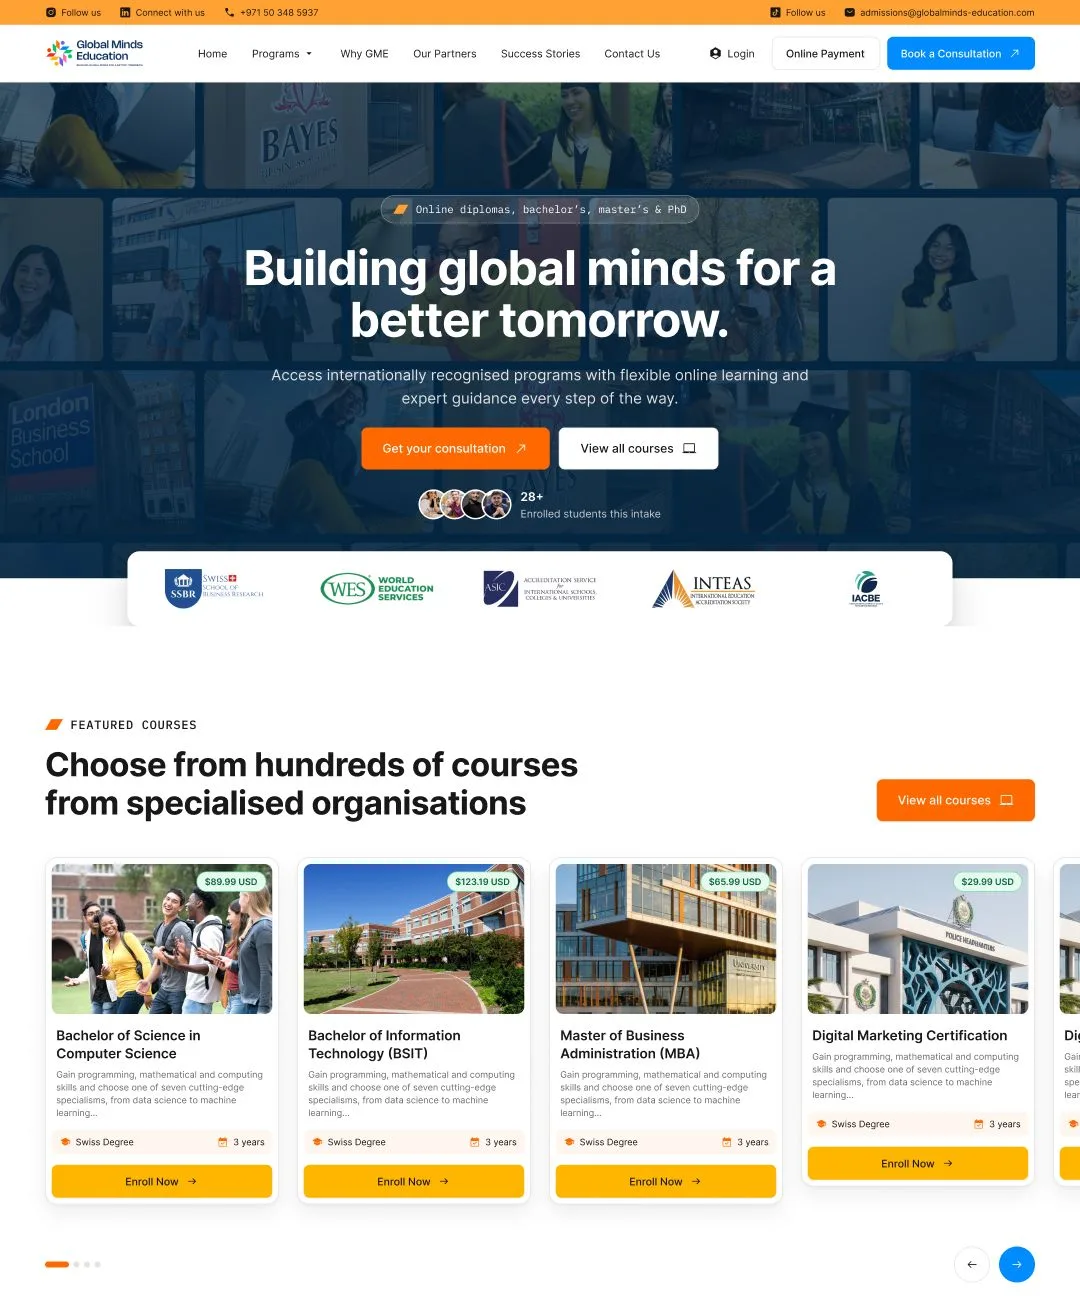 Follow us
Connect with us
+971 50 348 5937
Follow us
admissions@globalminds-education.com
Global Minds
Education
Home
Programs
Why GME
Our Partners
Success Stories
Contact Us
Login
Online Payment
Book a Consultation
BAYES
BUSINESS
Online diplomas, bachelor's, master's & PhD
Building global minds for a
better tomorrow.
Access internationally recognised programs with flexible online learning and
expert guidance every step of the way.
London
Business
School
Get your consultation
View all courses
BAYES
28+
Enrolled students this intake
SSBR
SWISS
SCHOOL OF
BUSINESS RESEARCH
WES
WORLD
EDUCATION
SERVICES
ASIC
ACCREDITATION SERVICE
for
INTERNATIONAL SCHOOLS,
COLLEGES & UNIVERSITIES
INTEAS
INTERNATIONAL EDUCATION
ACCREDITATION SOCIETY
IACBE
FEATURED COURSES
Choose from hundreds of courses
from specialised organisations
View all courses
$89.99 USD
Bachelor of Science in
Computer Science
Gain programming, mathematical and computing
skills and choose one of seven cutting-edge
specialisms, from data science to machine
learning...
Swiss Degree
3 years
Enroll Now
$123.19 USD
Bachelor of Information
Technology (BSIT)
Gain programming, mathematical and computing
skills and choose one of seven cutting-edge
specialisms, from data science to machine
learning...
Swiss Degree
3 years
Enroll Now
$65.99 USD
UNIVERSITY
Master of Business
Administration (MBA)
Gain programming, mathematical and computing
skills and choose one of seven cutting-edge
specialisms, from data science to machine
learning...
Swiss Degree
3 years
Enroll Now
$29.99 USD
POLICE HEADQUARTERS
Digital Marketing Certification
Gain programming, mathematical and computing
skills and choose one of seven cutting-edge
specialisms, from data science to machine
learning...
Swiss Degree
3 years
Enroll Now